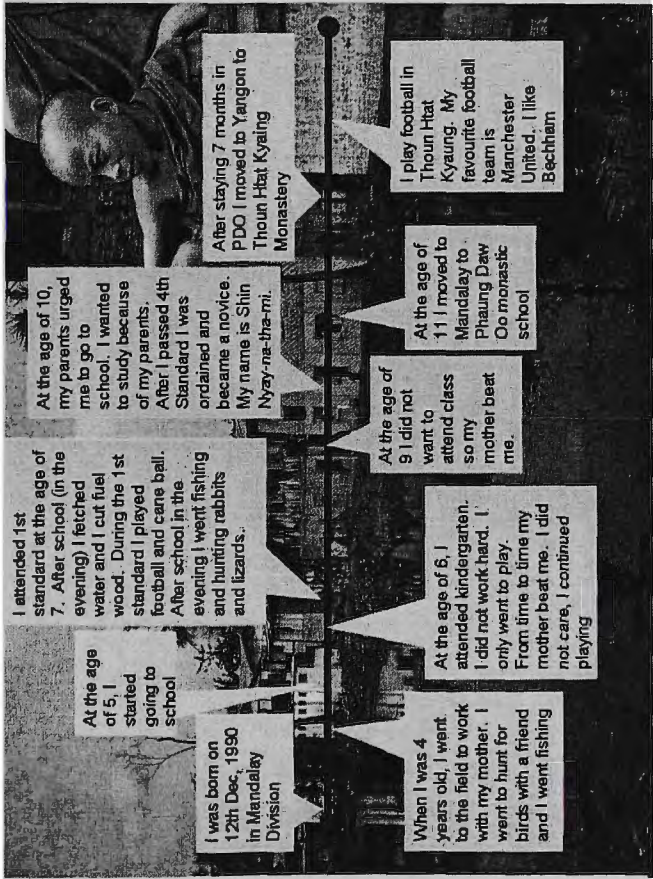 I was born on
12th Dec, 1990
in Mandalay
Division
When I was 4
years old, I went
to the field to work
with my mother. I
went to hunt for
birds with a friend
and I went fishing
At the age
of 5, I
started
going to
school
At the age of 6, I
attended kindergarten.
I did not work hard. I
only went to play.
From time to time my
mother beat me. I did
not care, I continued
playing
I attended 1st
standard at the age of
7. After school (in the
evening) I fetched
water and I cut fuel
wood. During the 1st
standard I played
football and cane ball.
After school in the
evening I went fishing
and hunting rabbits
and lizards.
At the age of
9 I did not
want to
attend class
so my
mother beat
me.
At the age of 10,
my parents urged
me to go to
school. I wanted
to study because
of my parents.
After I passed 4th
Standard I was
ordained and
became a novice.
My name is Shin
Nyay-na-tha-mi.
At the age of
11 I moved to
Mandalay to
Phaung Daw
Oo monastic
school
After staying 7 months in
PDO I moved to Yangon to
Thoun Htat Kyaing
Monastery
I play football in
Thoun Htat
Kyaung. My
favourite football
team is
Manchester
United. I like
Bechham